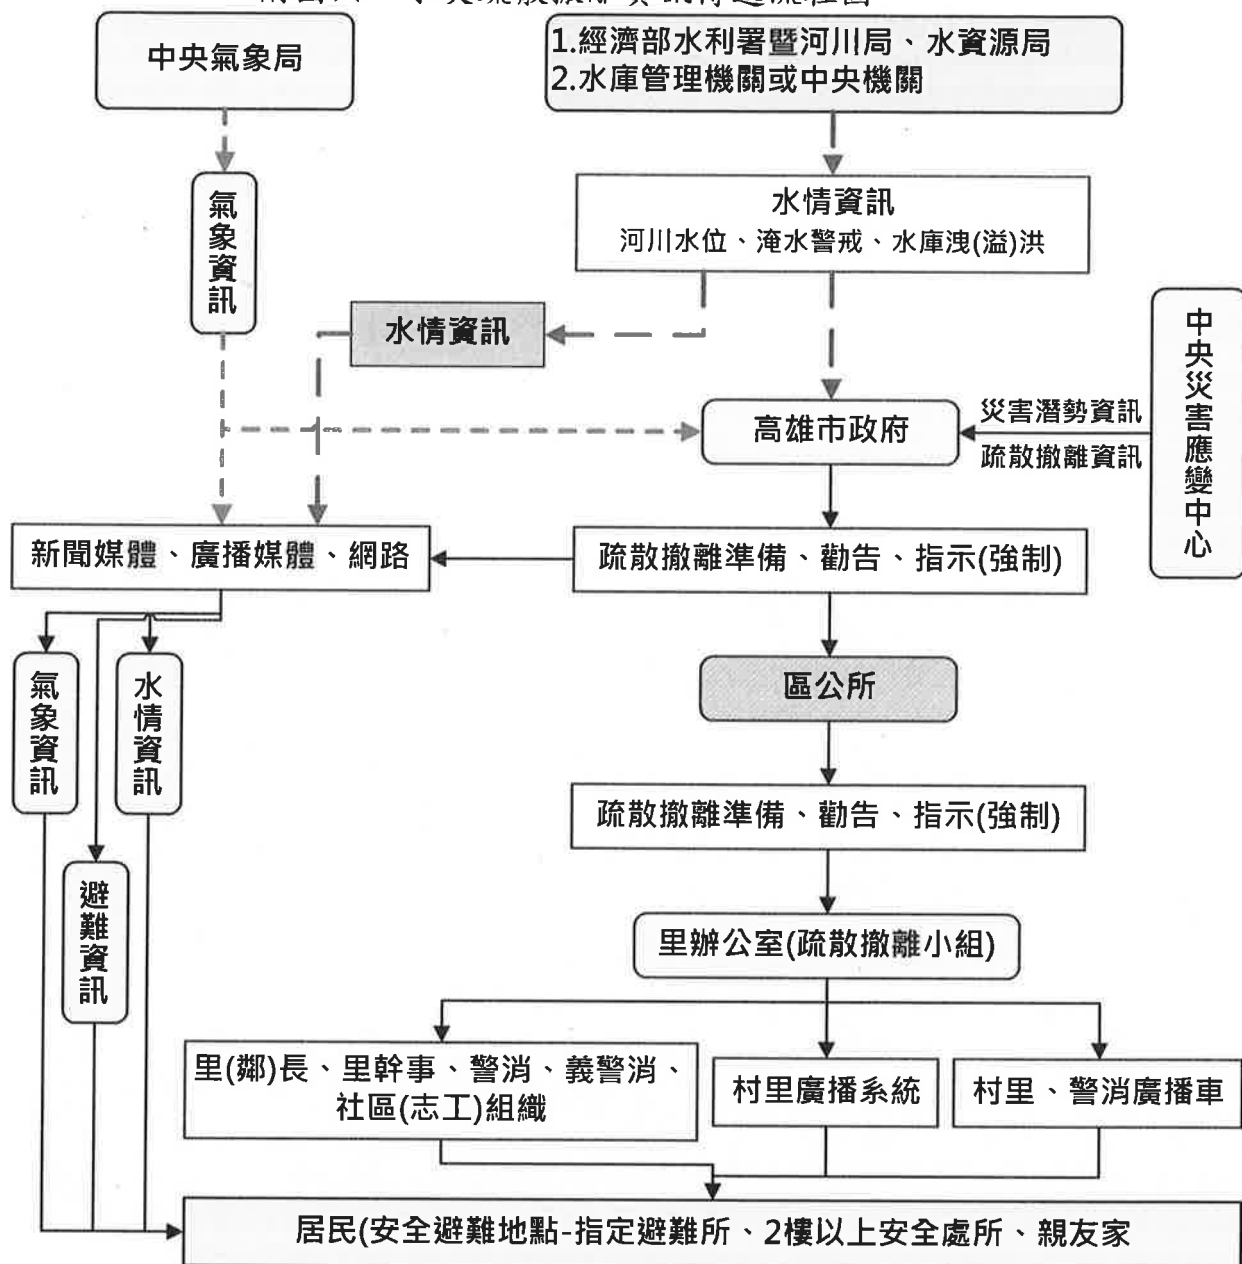 中央氣象局
1.經濟部水利署暨河川局、水資源局
2.水庫管理機關或中央機關
氣象資訊
水情資訊
河川水位、淹水警戒、水庫洩(溢)洪
水情資訊
中央災害應變中心
高雄市政府
災害潛勢資訊
疏散撤離資訊
新聞媒體、廣播媒體、網路
疏散撤離準備、勸告、指示(強制)
氣象資訊
水情資訊
區公所
疏散撤離準備、勸告、指示(強制)
避難資訊
里辦公室(疏散撤離小組)
里(鄰)長、里幹事、警消、義警消、
社區(志工)組織
村里廣播系統
村里、警消廣播車
居民(安全避難地點-指定避難所、2樓以上安全處所、親友家